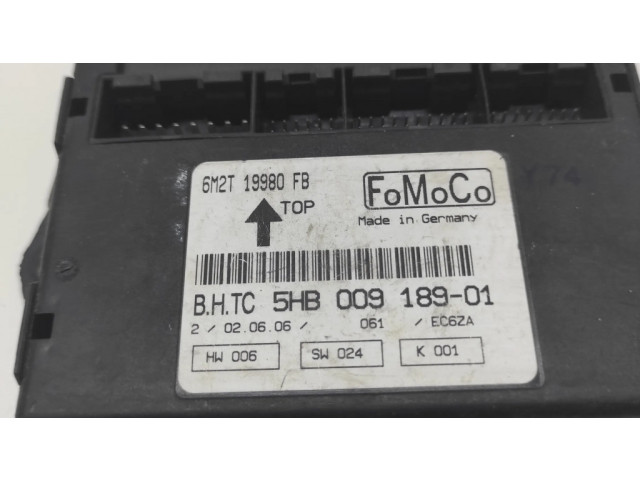 6M2T 19980 FB
FoMoCo
TOP
Made in Germany
B.H.TC 5HB 009 189-01
2 / 02.06.06 / 061 / EC6ZA
HW 006 SW 024 K 001